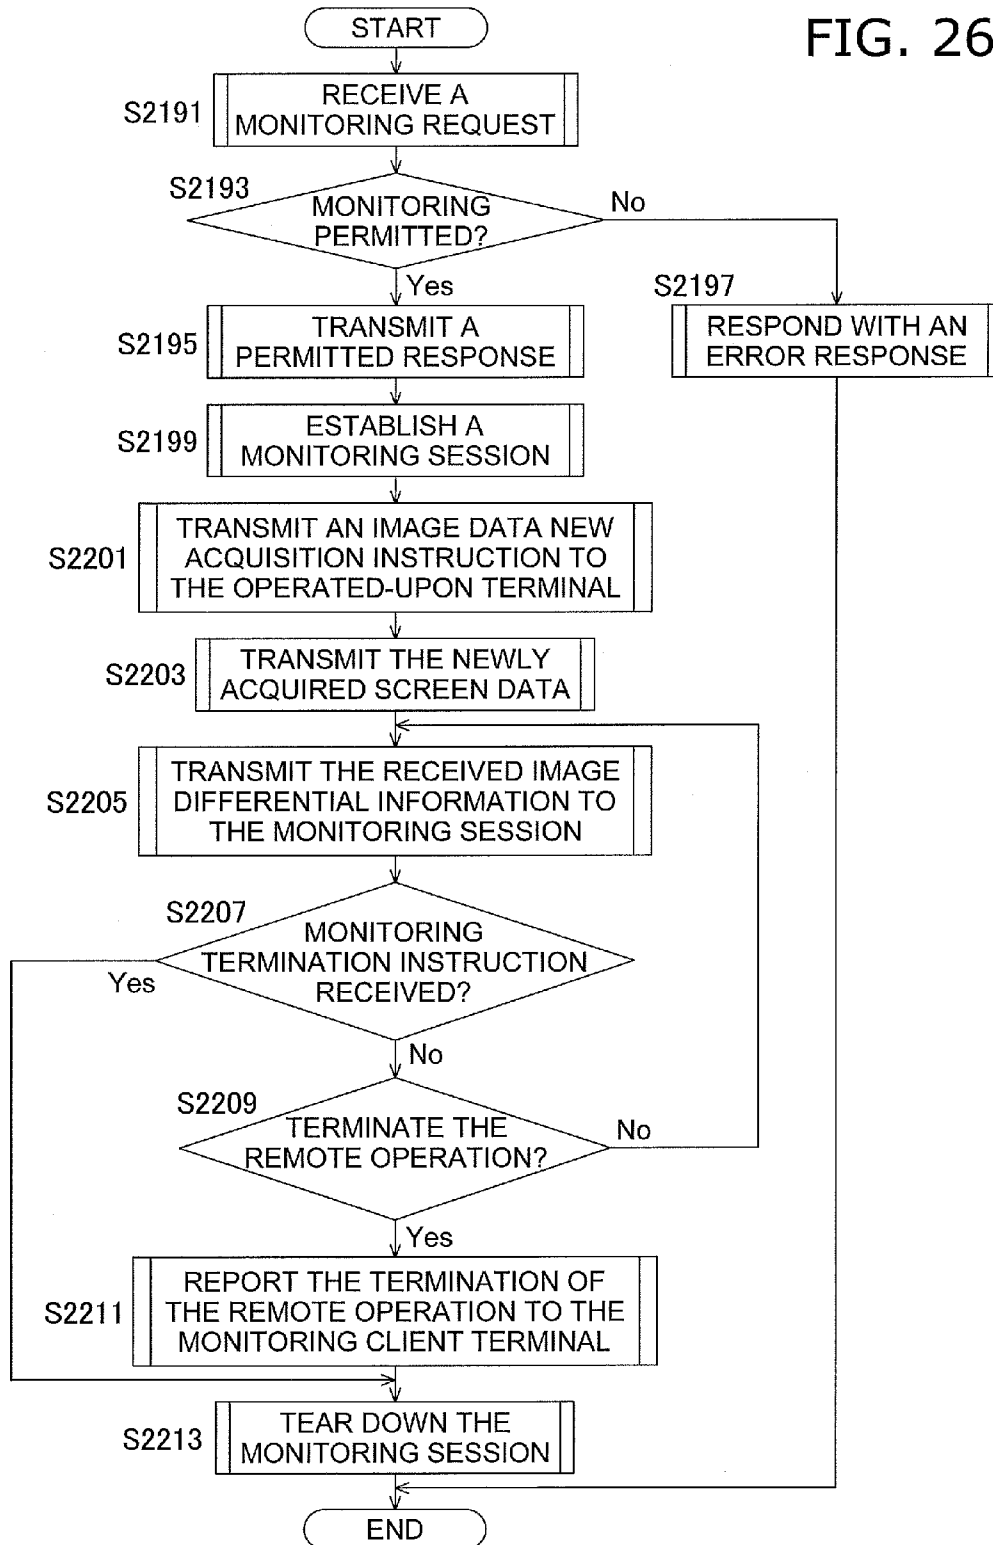 FIG. 26
START
S2191
RECEIVE A
MONITORING REQUEST
S2193
MONITORING
PERMITTED?
No
Yes
S2197
RESPOND WITH AN
ERROR RESPONSE
S2195
TRANSMIT A
PERMITTED RESPONSE
S2199
ESTABLISH A
MONITORING SESSION
S2201
TRANSMIT AN IMAGE DATA NEW
ACQUISITION INSTRUCTION TO
THE OPERATED-UPON TERMINAL
S2203
TRANSMIT THE NEWLY
ACQUIRED SCREEN DATA
S2205
TRANSMIT THE RECEIVED IMAGE
DIFFERENTIAL INFORMATION TO
THE MONITORING SESSION
S2207
MONITORING
TERMINATION INSTRUCTION
RECEIVED?
Yes
No
S2209
TERMINATE THE
REMOTE OPERATION?
No
Yes
S2211
REPORT THE TERMINATION OF
THE REMOTE OPERATION TO THE
MONITORING CLIENT TERMINAL
S2213
TEAR DOWN THE
MONITORING SESSION
END